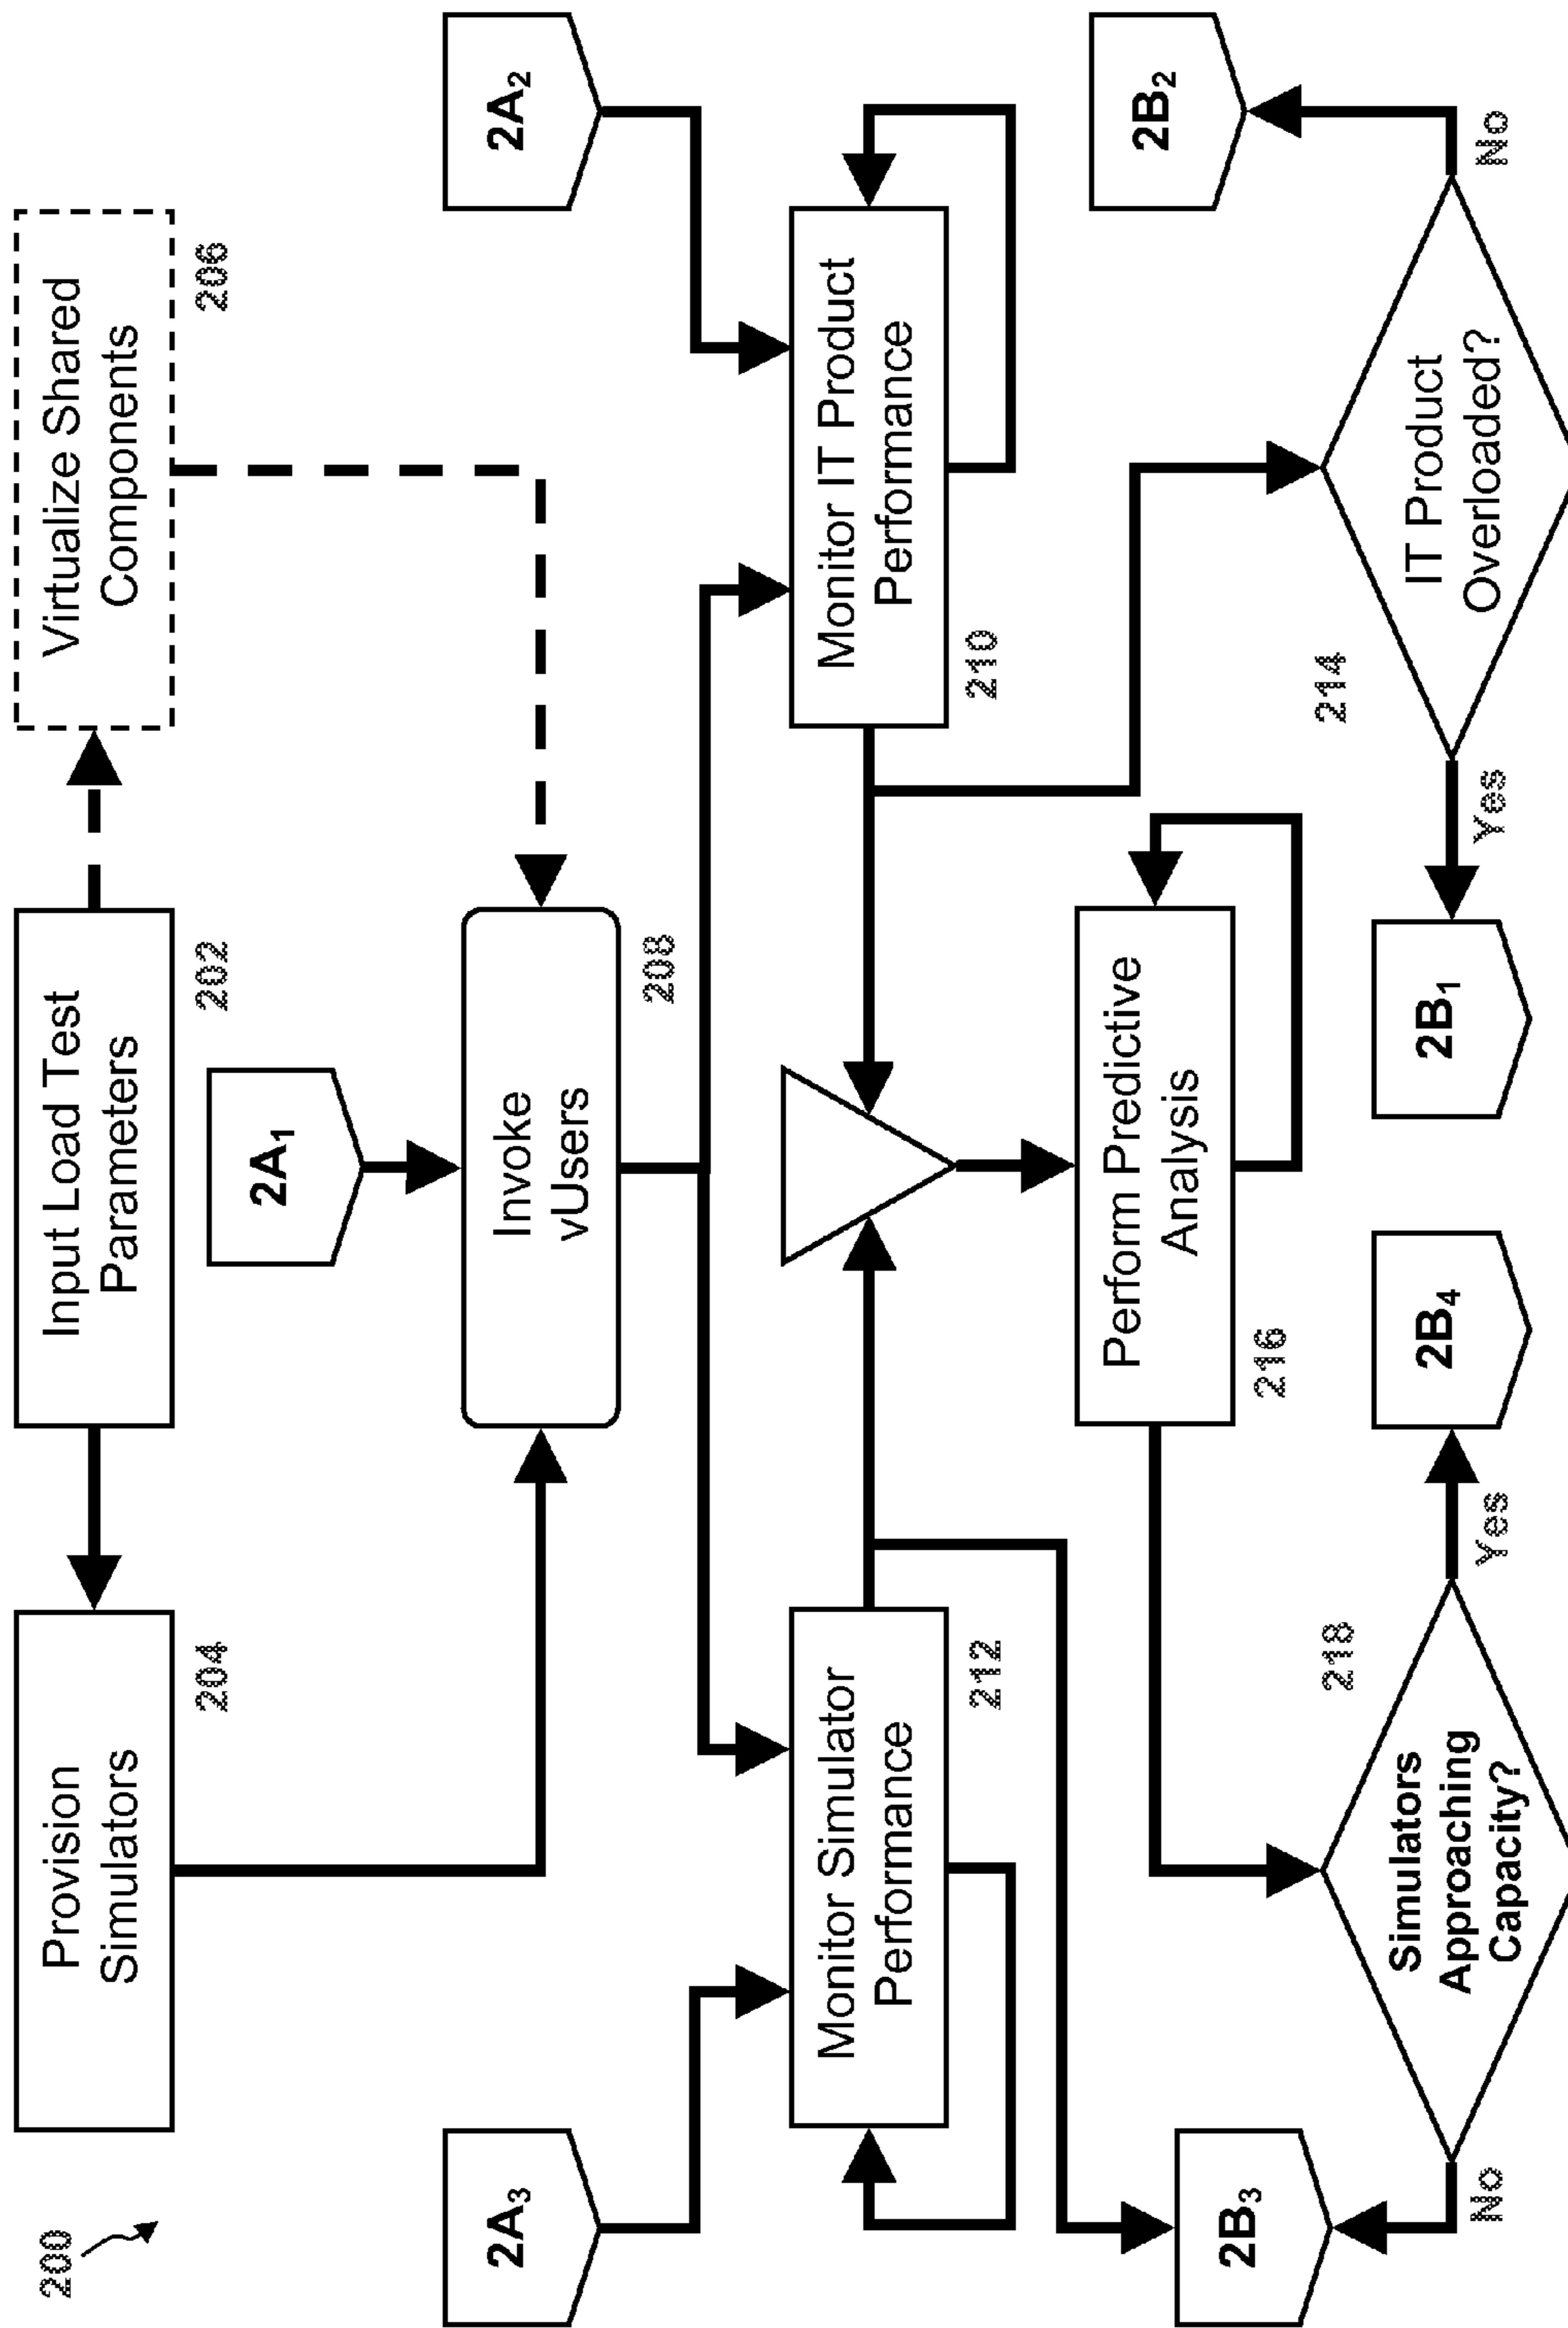 200
Provision
Simulators
204
Input Load Test
Parameters
202
Virtualize Shared
Components
206
2A₁
2A₃
Invoke
vUsers
208
2A₂
Monitor Simulator
Performance
212
Monitor IT Product
Performance
210
Perform Predictive
Analysis
216
2B₃
2B₂
Simulators
Approaching
Capacity?
218
No
Yes
2B₄
2B₁
IT Product
Overloaded?
214
Yes
No